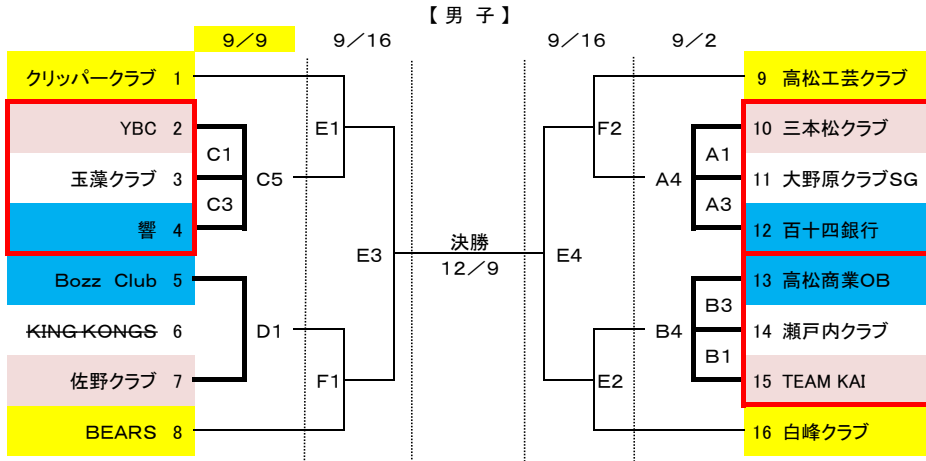 【 男 子 】
9／9 9／16 9／16 9／2
クリッパークラブ 1
YBC 2
玉藻クラブ 3
響 4
Bozz Club 5
KING KONGS 6
佐野クラブ 7
BEARS 8
C1
C3
C5
D1
E1
F1
E3
決勝
12／9
E4
F2
E2
A4
B4
A1
A3
B3
B1
9 高松工芸クラブ
10 三本松クラブ
11 大野原クラブSG
12 百十四銀行
13 高松商業OB
14 瀬戸内クラブ
15 TEAM KAI
16 白峰クラブ